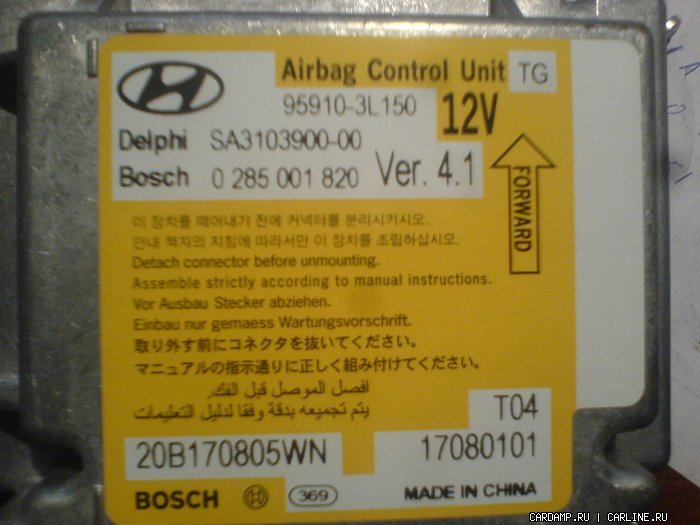 Airbag Control Unit TG
95910-3L150 12V
Delphi SA3103900-00
Bosch 0 285 001 820 Ver. 4.1
FORWARD
이 장치를 떼어내기 전에 커넥터를 분리시키시오.
안내 책자의 지침에 따라서만 이 장치를 조립하십시오.
Detach connector before unmounting.
Assemble strictly according to manual instructions.
Vor Ausbau Stecker abziehen.
Einbau nur gemaess Wartungsvorschrift.
取り外す前にコネクタを抜いてください。
マニュアルの指示通りに正しく組み付けてください。
افصل الموصل قبل الفك.
يتم تجميعه بدقة وفقا لدليل التعليمات
T04
20B170805WN 17080101
BOSCH 369 MADE IN CHINA
CARDAMP.RU | CARLINE.RU